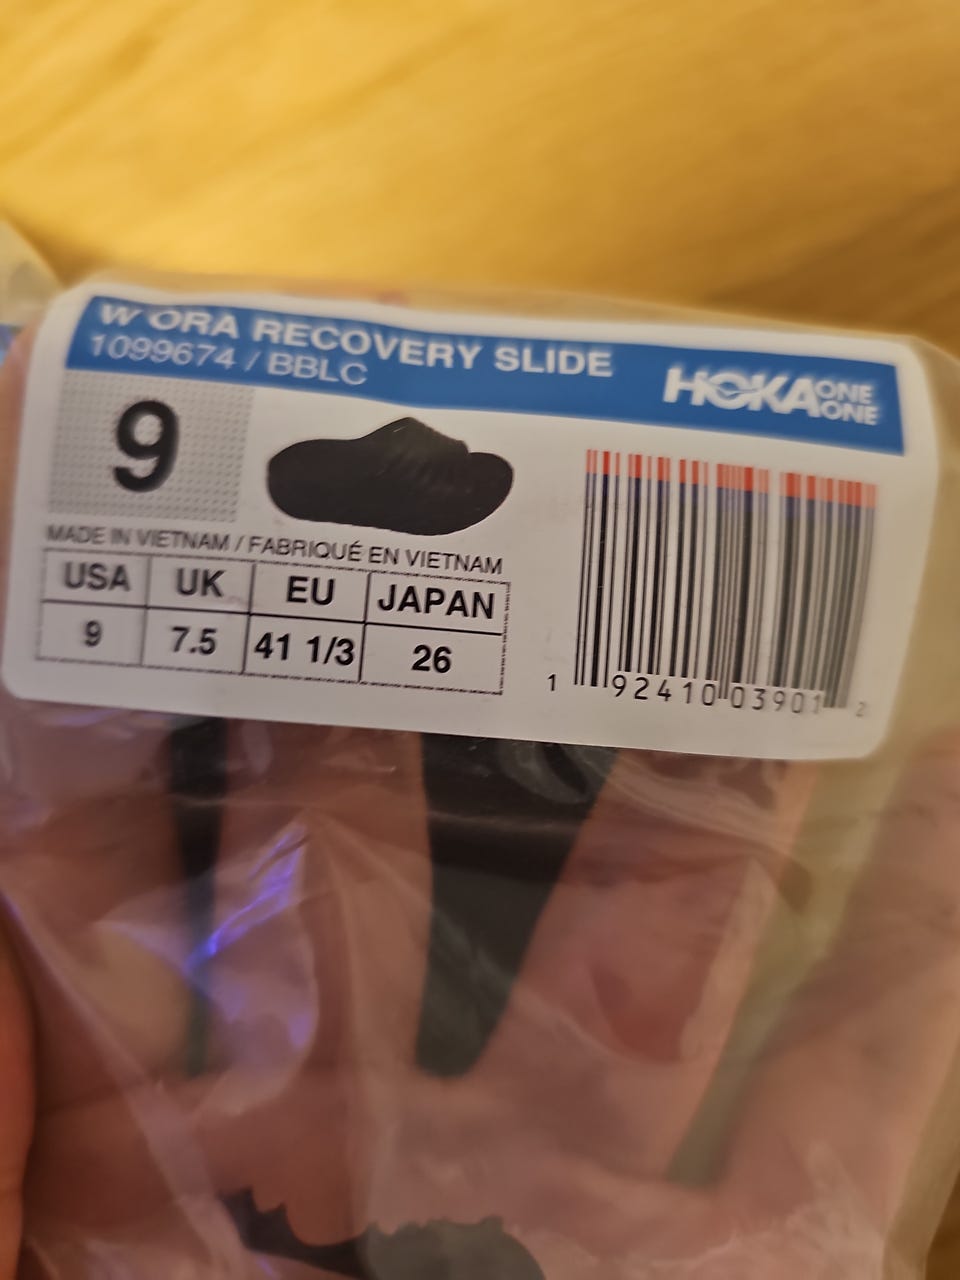 W ORA RECOVERY SLIDE
1099674 / BBLC
HOKA ONE ONE
9
MADE IN VIETNAM / FABRIQUÉ EN VIETNAM
USA UK EU JAPAN
9 7.5 41 1/3 26
1 92410 03901 2